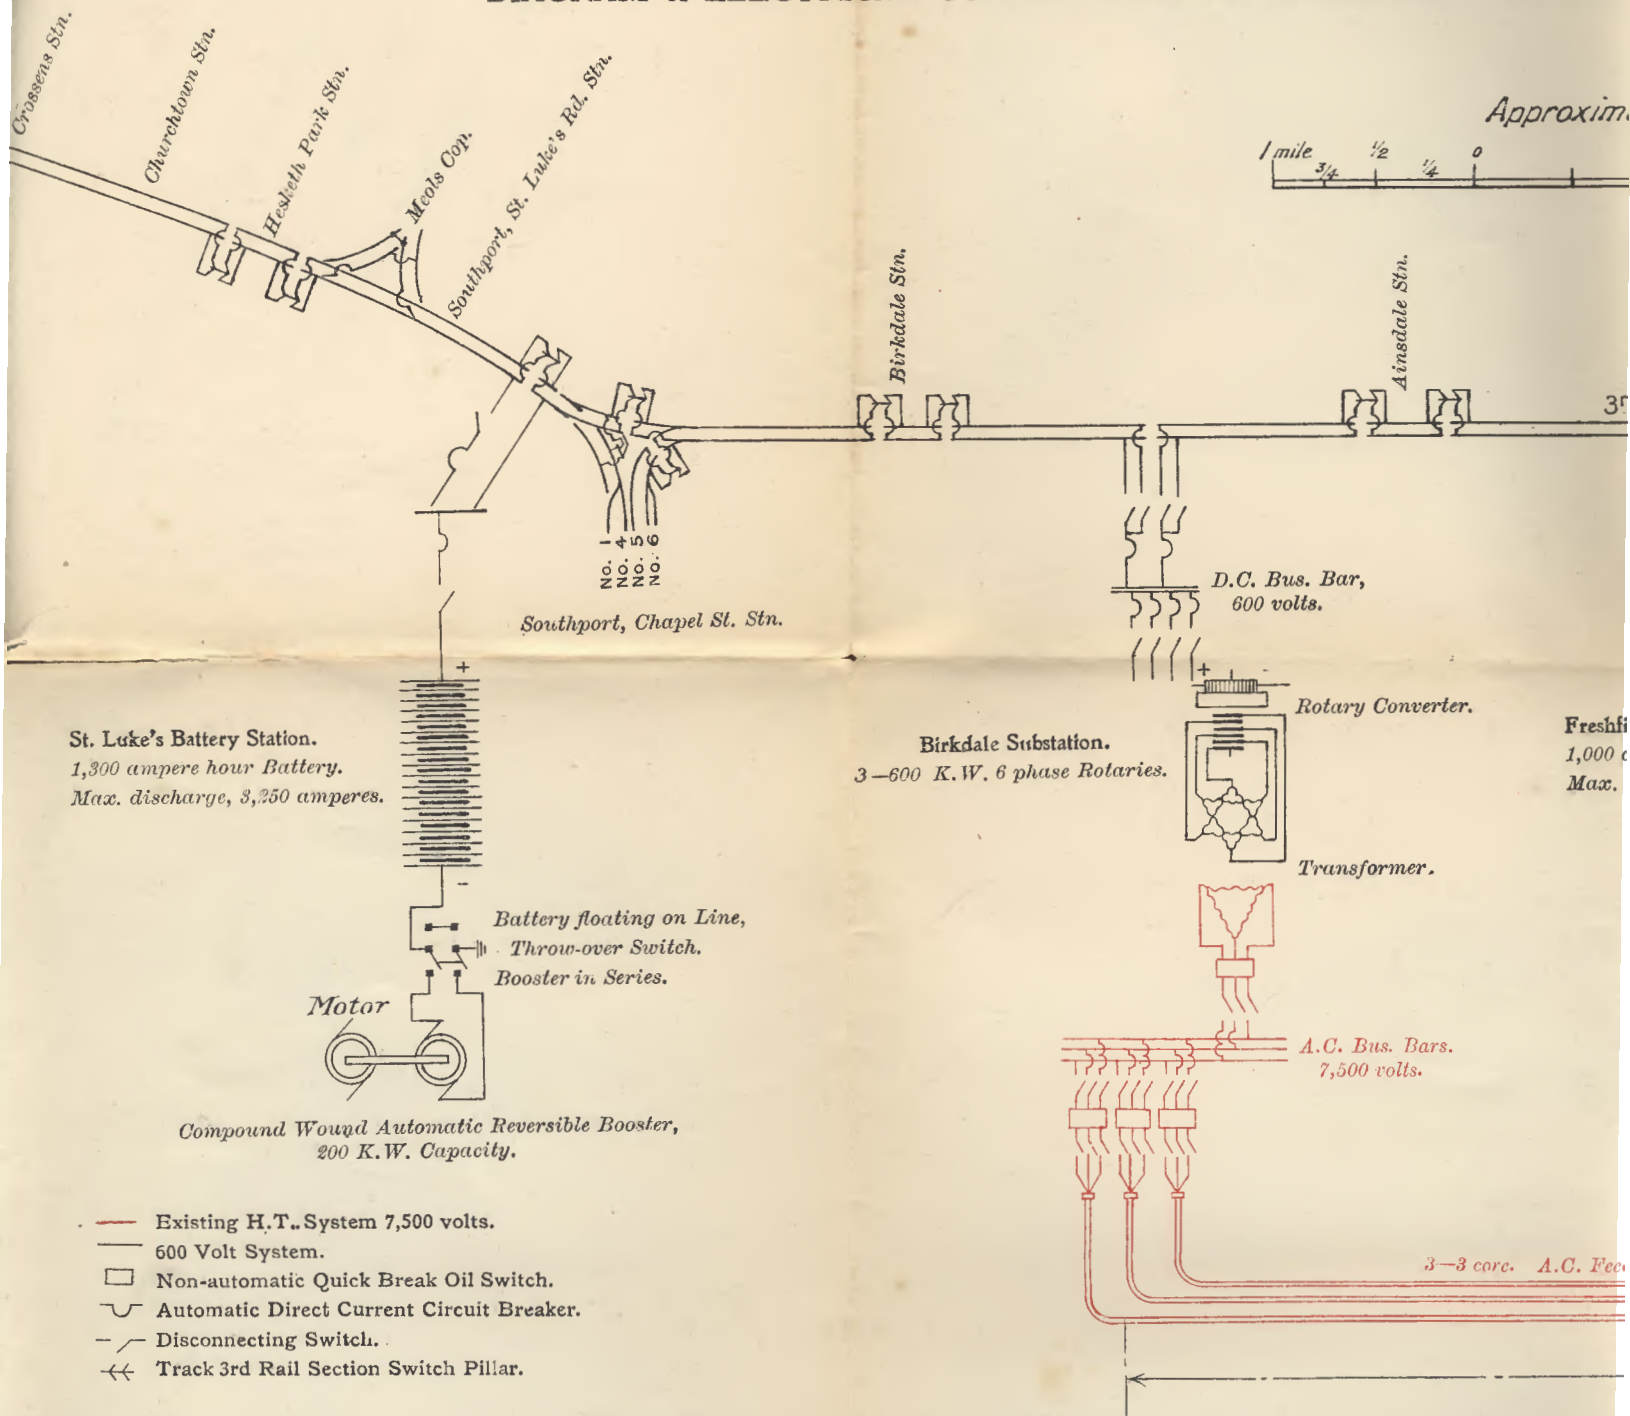 Crossens Stn.
Churchtown Stn.
Hesketh Park Stn.
Meols Cop.
Southport, St. Luke's Rd. Stn.
1 mile
3/4
1/2
1/4
0
Birkdale Stn.
Ainsdale Stn.
No. 1
No. 4
No. 5
No. 6
Southport, Chapel St. Stn.
D.C. Bus. Bar,
600 volts.
+
+ -
Rotary Converter.
St. Luke's Battery Station.
1,300 ampere hour Battery.
Max. discharge, 3,250 amperes.
Birkdale Substation.
3—600 K.W. 6 phase Rotaries.
1,000
Max.
Transformer.
-
Battery floating on Line,
Throw-over Switch.
Booster in Series.
Motor
A.C. Bus. Bars.
7,500 volts.
Compound Wound Automatic Reversible Booster,
200 K.W. Capacity.
Existing H.T. System 7,500 volts.
600 Volt System.
Non-automatic Quick Break Oil Switch.
Automatic Direct Current Circuit Breaker.
Disconnecting Switch.
Track 3rd Rail Section Switch Pillar.
3—3 core. A.C.